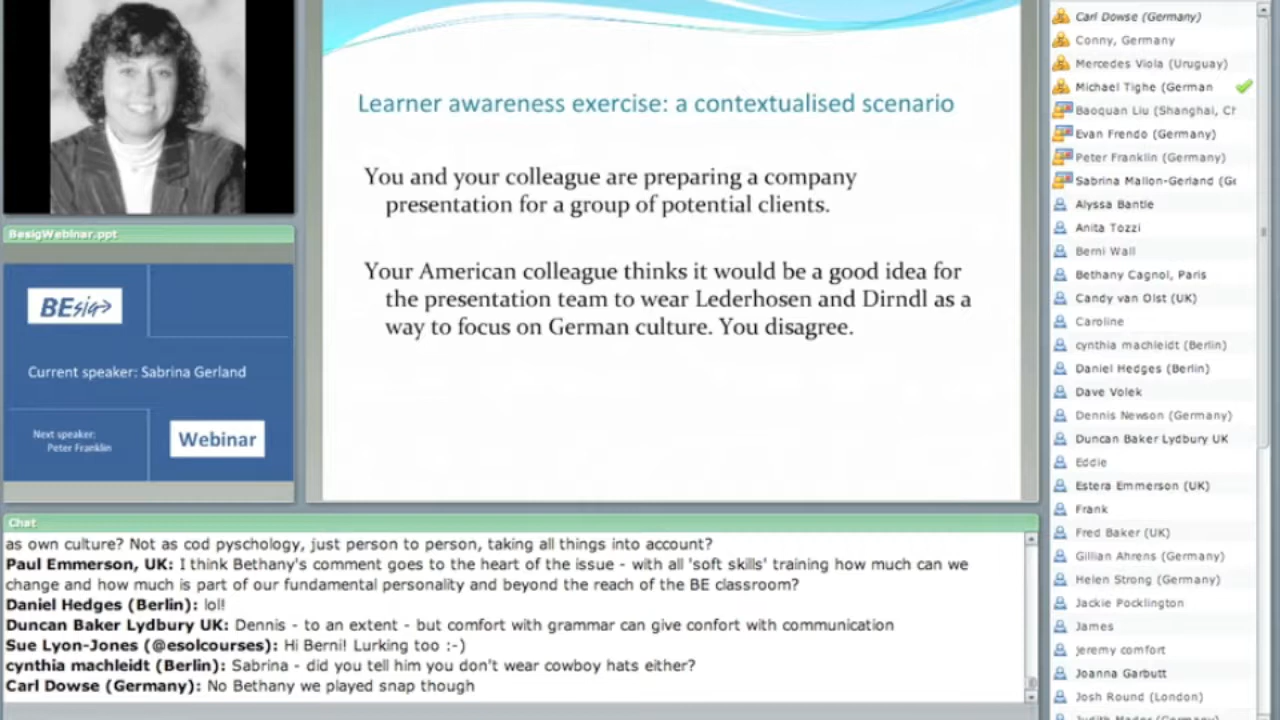 BesigWebinar.ppt
BEsig
Current speaker: Sabrina Gerland
Next speaker:
Peter Franklin
Webinar
Learner awareness exercise: a contextualised scenario
You and your colleague are preparing a company
presentation for a group of potential clients.
Your American colleague thinks it would be a good idea for
the presentation team to wear Lederhosen and Dirndl as a
way to focus on German culture. You disagree.
Chat
as own culture? Not as cod pyschology, just person to person, taking all things into account?
Paul Emmerson, UK: I think Bethany's comment goes to the heart of the issue - with all 'soft skills' training how much can we
change and how much is part of our fundamental personality and beyond the reach of the BE classroom?
Daniel Hedges (Berlin): lol!
Duncan Baker Lydbury UK: Dennis - to an extent - but comfort with grammar can give confort with communication
Sue Lyon-Jones (@esolcourses): Hi Berni! Lurking too :-)
cynthia machleidt (Berlin): Sabrina - did you tell him you don't wear cowboy hats either?
Carl Dowse (Germany): No Bethany we played snap though
Carl Dowse (Germany)
Conny, Germany
Mercedes Viola (Uruguay)
Michael Tighe (German
Baoquan Liu (Shanghai, Ch
Evan Frendo (Germany)
Peter Franklin (Germany)
Sabrina Mallon-Gerland (Ge
Alyssa Bantle
Anita Tozzi
Berni Wall
Bethany Cagnol, Paris
Candy van Olst (UK)
Caroline
cynthia machleidt (Berlin)
Daniel Hedges (Berlin)
Dave Volek
Dennis Newson (Germany)
Duncan Baker Lydbury UK
Eddie
Estera Emmerson (UK)
Frank
Fred Baker (UK)
Gillian Ahrens (Germany)
Helen Strong (Germany)
Jackie Pocklington
James
jeremy comfort
Joanna Garbutt
Josh Round (London)